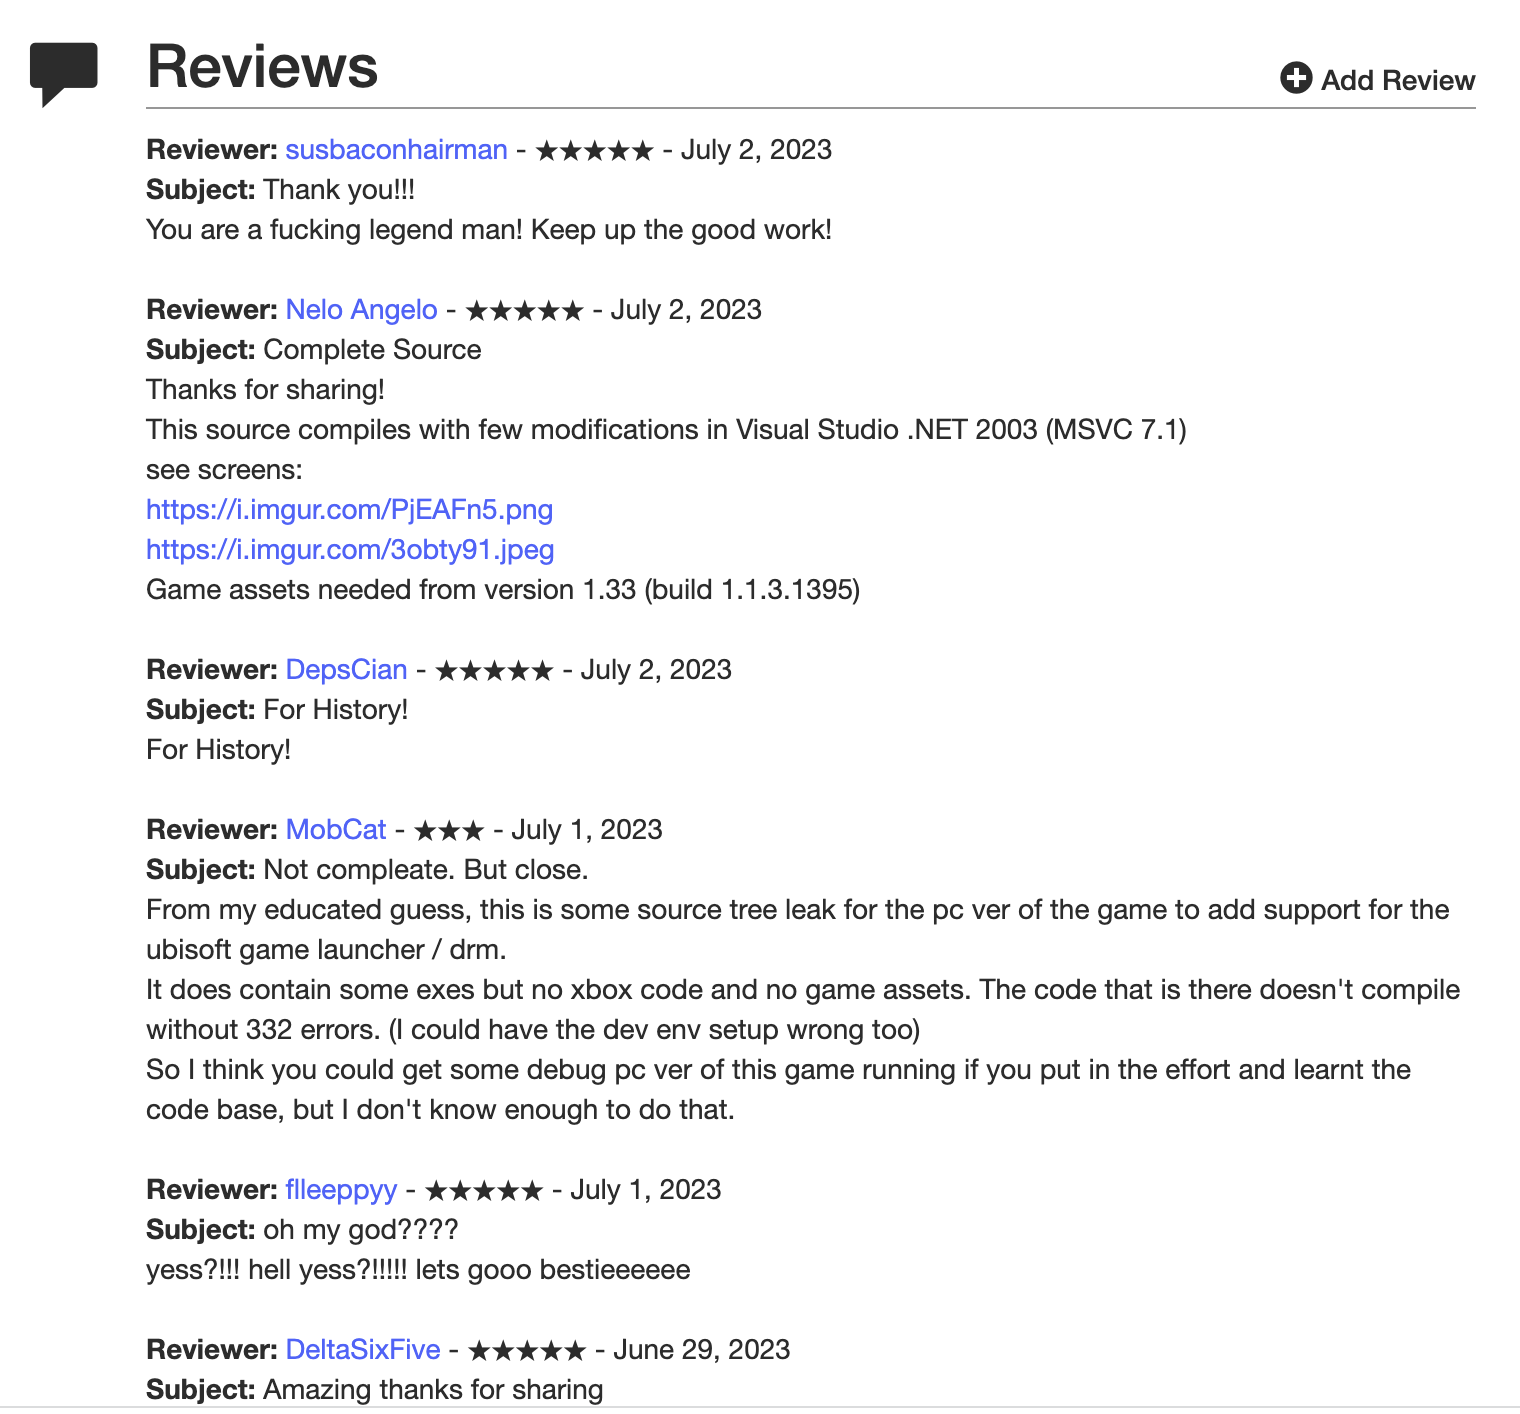 Reviews
Add Review
Reviewer: susbaconhairman - ★★★★★ - July 2, 2023
Subject: Thank you!!!
You are a fucking legend man! Keep up the good work!
Reviewer: Nelo Angelo - ★★★★★ - July 2, 2023
Subject: Complete Source
Thanks for sharing!
This source compiles with few modifications in Visual Studio .NET 2003 (MSVC 7.1)
see screens:
https://i.imgur.com/PjEAFn5.png
https://i.imgur.com/3obty91.jpeg
Game assets needed from version 1.33 (build 1.1.3.1395)
Reviewer: DepsCian - ★★★★★ - July 2, 2023
Subject: For History!
For History!
Reviewer: MobCat - ★★★ - July 1, 2023
Subject: Not compleate. But close.
From my educated guess, this is some source tree leak for the pc ver of the game to add support for the
ubisoft game launcher / drm.
It does contain some exes but no xbox code and no game assets. The code that is there doesn't compile
without 332 errors. (I could have the dev env setup wrong too)
So I think you could get some debug pc ver of this game running if you put in the effort and learnt the
code base, but I don't know enough to do that.
Reviewer: flleeppyy - ★★★★★ - July 1, 2023
Subject: oh my god????
yess?!!! hell yess?!!!!! lets gooo bestieeeeee
Reviewer: DeltaSixFive - ★★★★★ - June 29, 2023
Subject: Amazing thanks for sharing